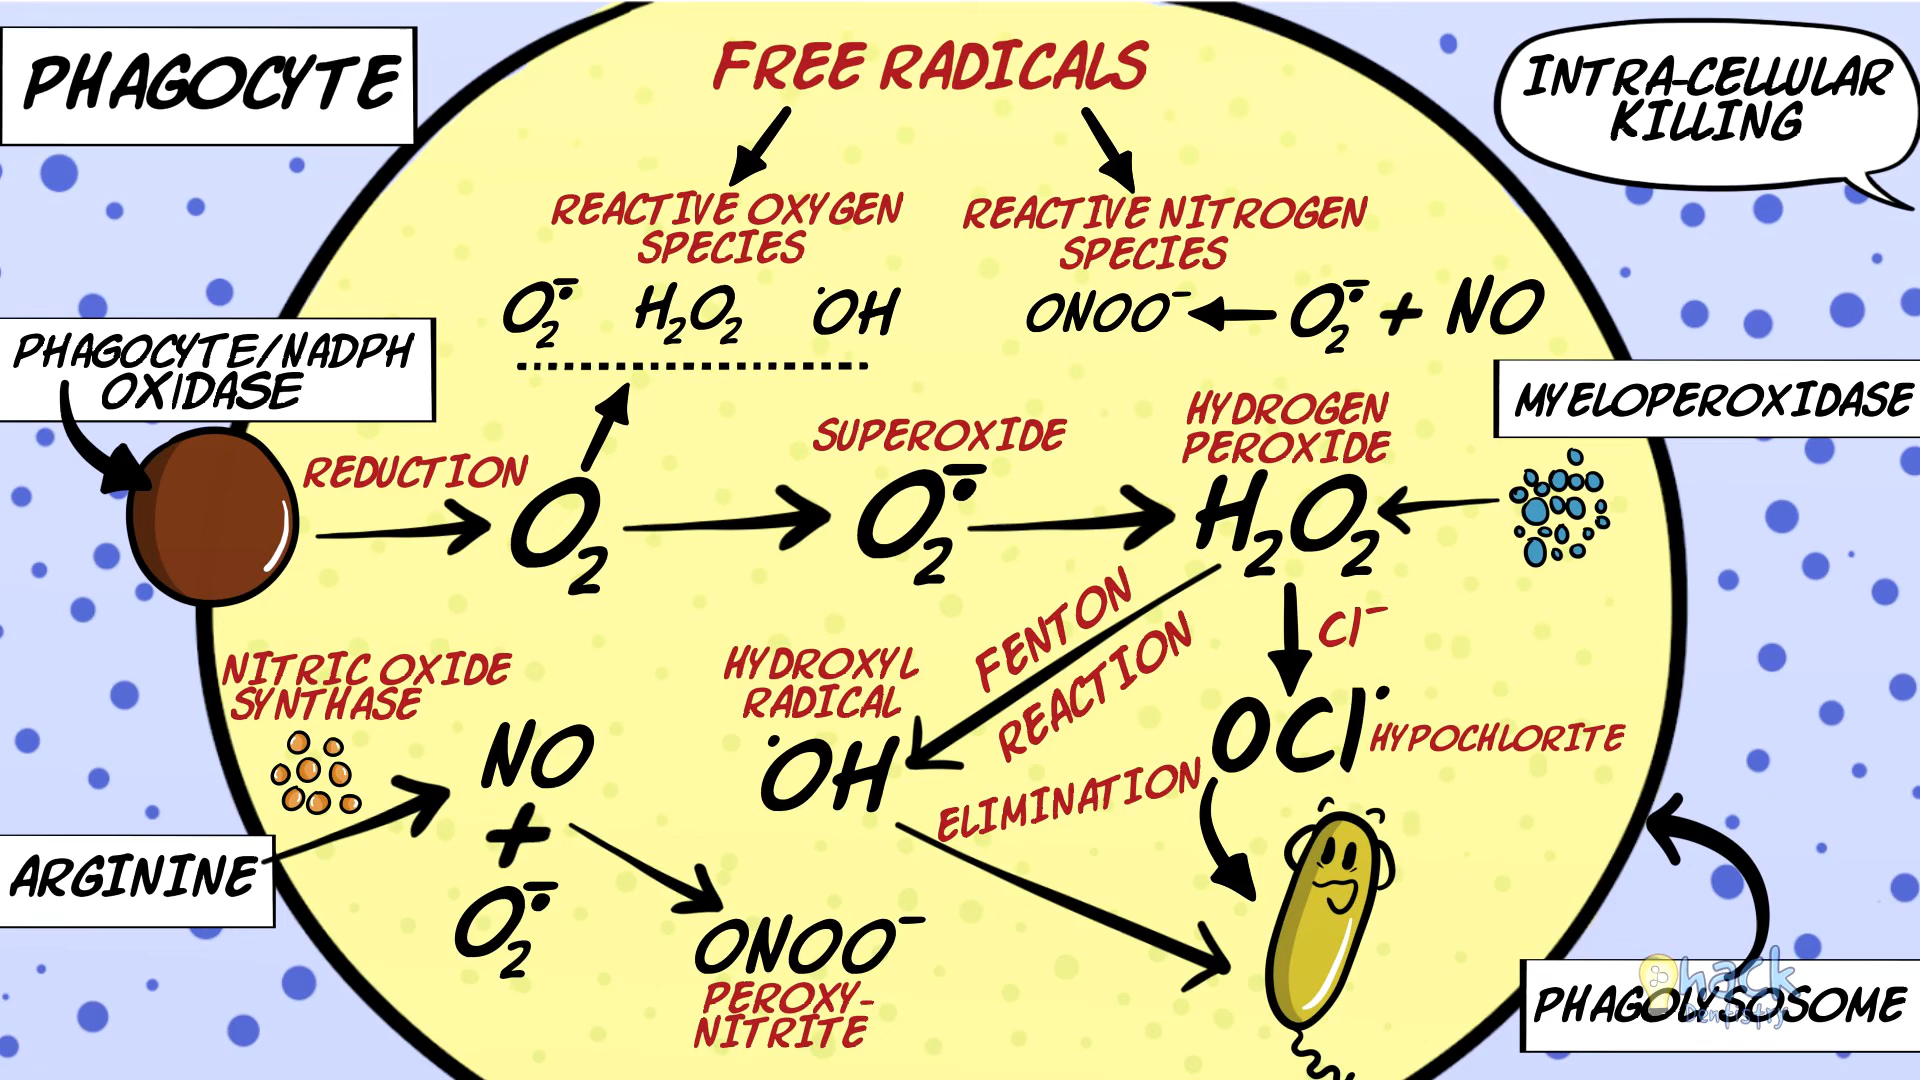 PHAGOCYTE
FREE RADICALS
INTRA-CELLULAR
KILLING
REACTIVE OXYGEN
SPECIES
REACTIVE NITROGEN
SPECIES
O₂•̅ H₂O₂ •OH
ONOO⁻ O₂•̅ + NO
PHAGOCYTE/NADPH
OXIDASE
MYELOPEROXIDASE
REDUCTION
SUPEROXIDE
HYDROGEN
PEROXIDE
O₂ O₂•̅ H₂O₂
FENTON
REACTION
Cl⁻
NITRIC OXIDE
SYNTHASE
HYDROXYL
RADICAL
•OH
OCl•
HYPOCHLORITE
ELIMINATION
NO
+
O₂•̅
ARGININE
ONOO⁻
PEROXY-
NITRITE
PHAGOLYSOSOME
hack
Dentistry